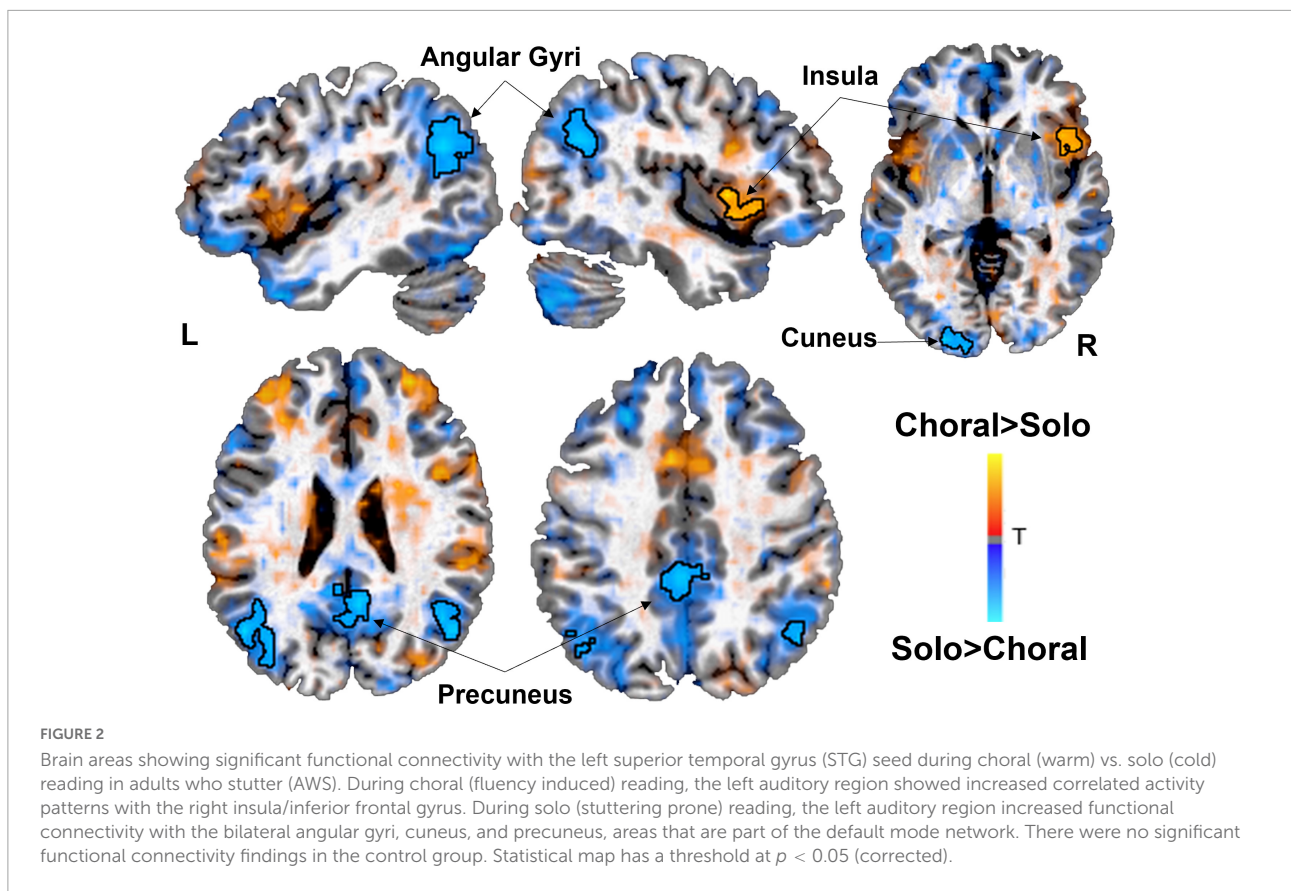 Angular Gyri
Insula
L
Cuneus
R
Choral>Solo
T
Solo>Choral
Precuneus
FIGURE 2
Brain areas showing significant functional connectivity with the left superior temporal gyrus (STG) seed during choral (warm) vs. solo (cold)
reading in adults who stutter (AWS). During choral (fluency induced) reading, the left auditory region showed increased correlated activity
patterns with the right insula/inferior frontal gyrus. During solo (stuttering prone) reading, the left auditory region increased functional
connectivity with the bilateral angular gyri, cuneus, and precuneus, areas that are part of the default mode network. There were no significant
functional connectivity findings in the control group. Statistical map has a threshold at p < 0.05 (corrected).